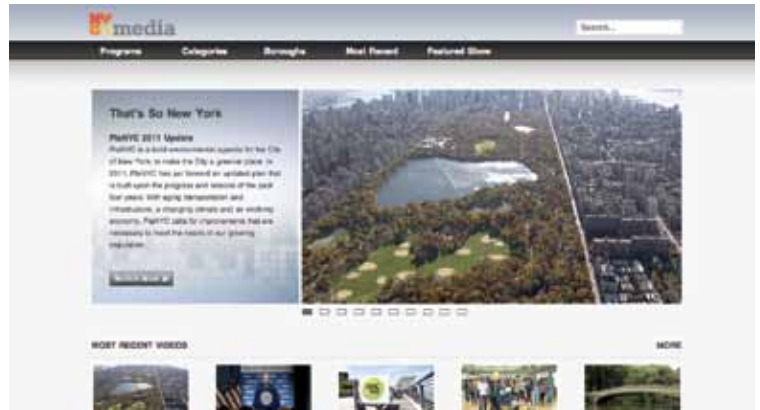 NY media
Search...
Programs Categories Boroughs Most Recent Featured Show
That's So New York
PlaNYC 2011 Update
PlaNYC is a bold environmental agenda for the City
of New York, to make the City a greener place. In
2011, PlaNYC has put forward an updated plan that
is built upon the progress and lessons of the past
four years. With aging transportation and
infrastructure, a changing climate and an evolving
economy, PlaNYC calls for improvements that are
necessary to meet the needs of our growing
population.
MOST RECENT VIDEOS MORE